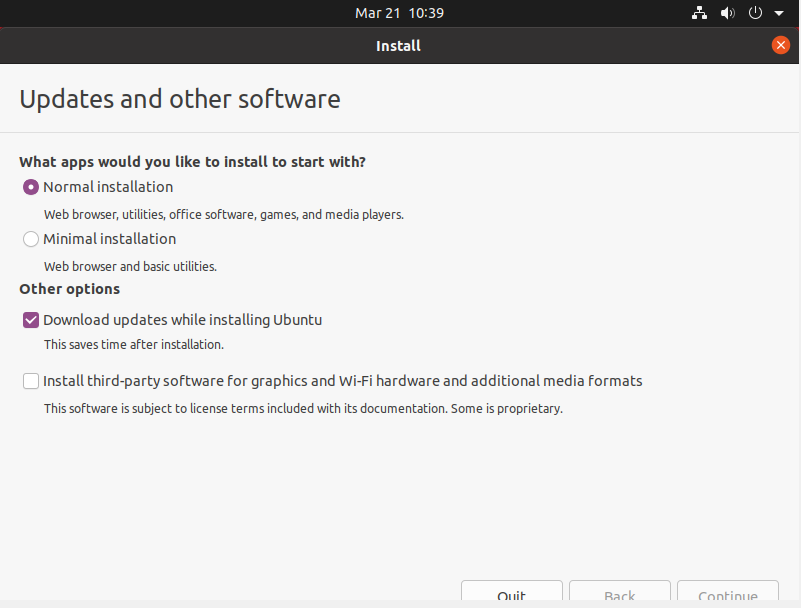 Mar 21 10:39
Install
Updates and other software
What apps would you like to install to start with?
Normal installation
Web browser, utilities, office software, games, and media players.
Minimal installation
Web browser and basic utilities.
Other options
Download updates while installing Ubuntu
This saves time after installation.
Install third-party software for graphics and Wi-Fi hardware and additional media formats
This software is subject to license terms included with its documentation. Some is proprietary.
Quit Back Continue